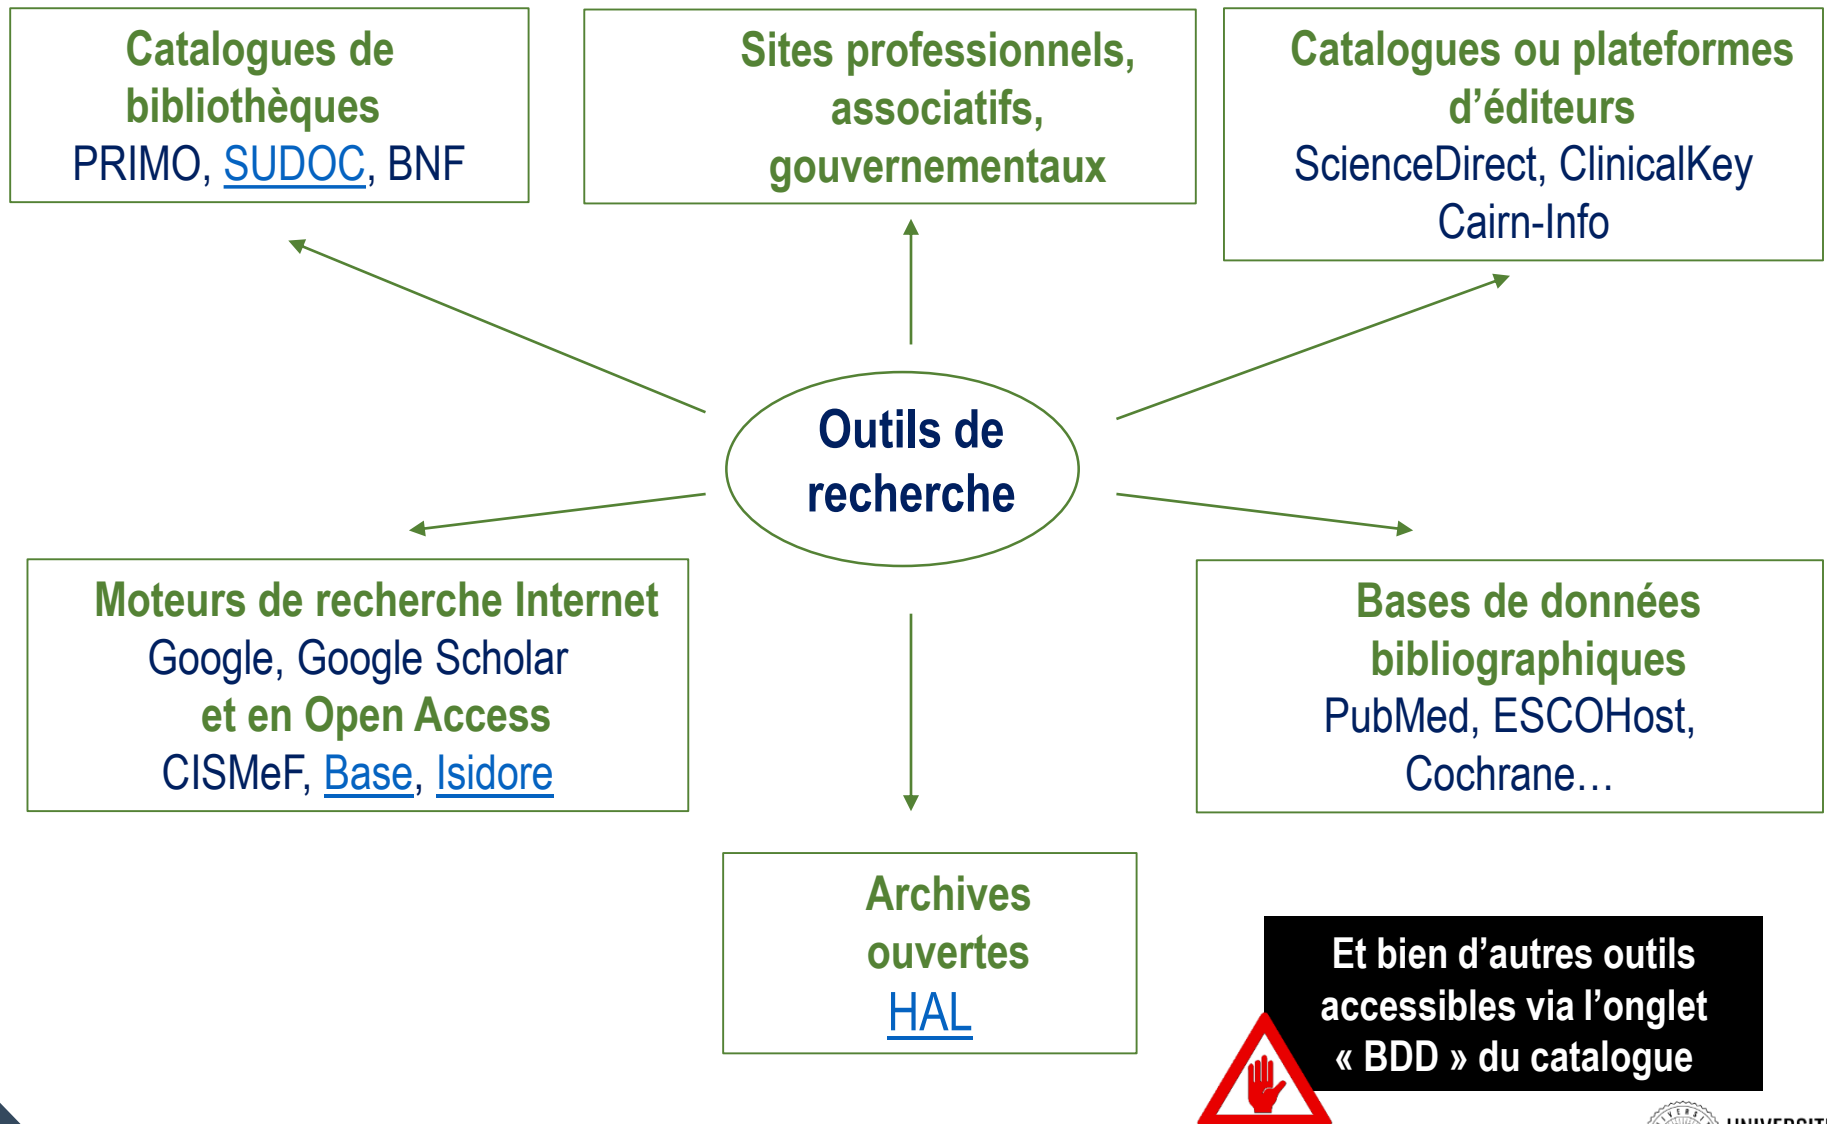 Catalogues de
bibliothèques
PRIMO, SUDOC, BNF
Sites professionnels,
associatifs,
gouvernementaux
Catalogues ou plateformes
d’éditeurs
ScienceDirect, ClinicalKey
Cairn-Info
Outils de
recherche
Moteurs de recherche Internet
Google, Google Scholar
et en Open Access
CISMeF, Base, Isidore
Bases de données
bibliographiques
PubMed, ESCOHost,
Cochrane…
Archives
ouvertes
HAL
Et bien d’autres outils
accessibles via l’onglet
« BDD » du catalogue